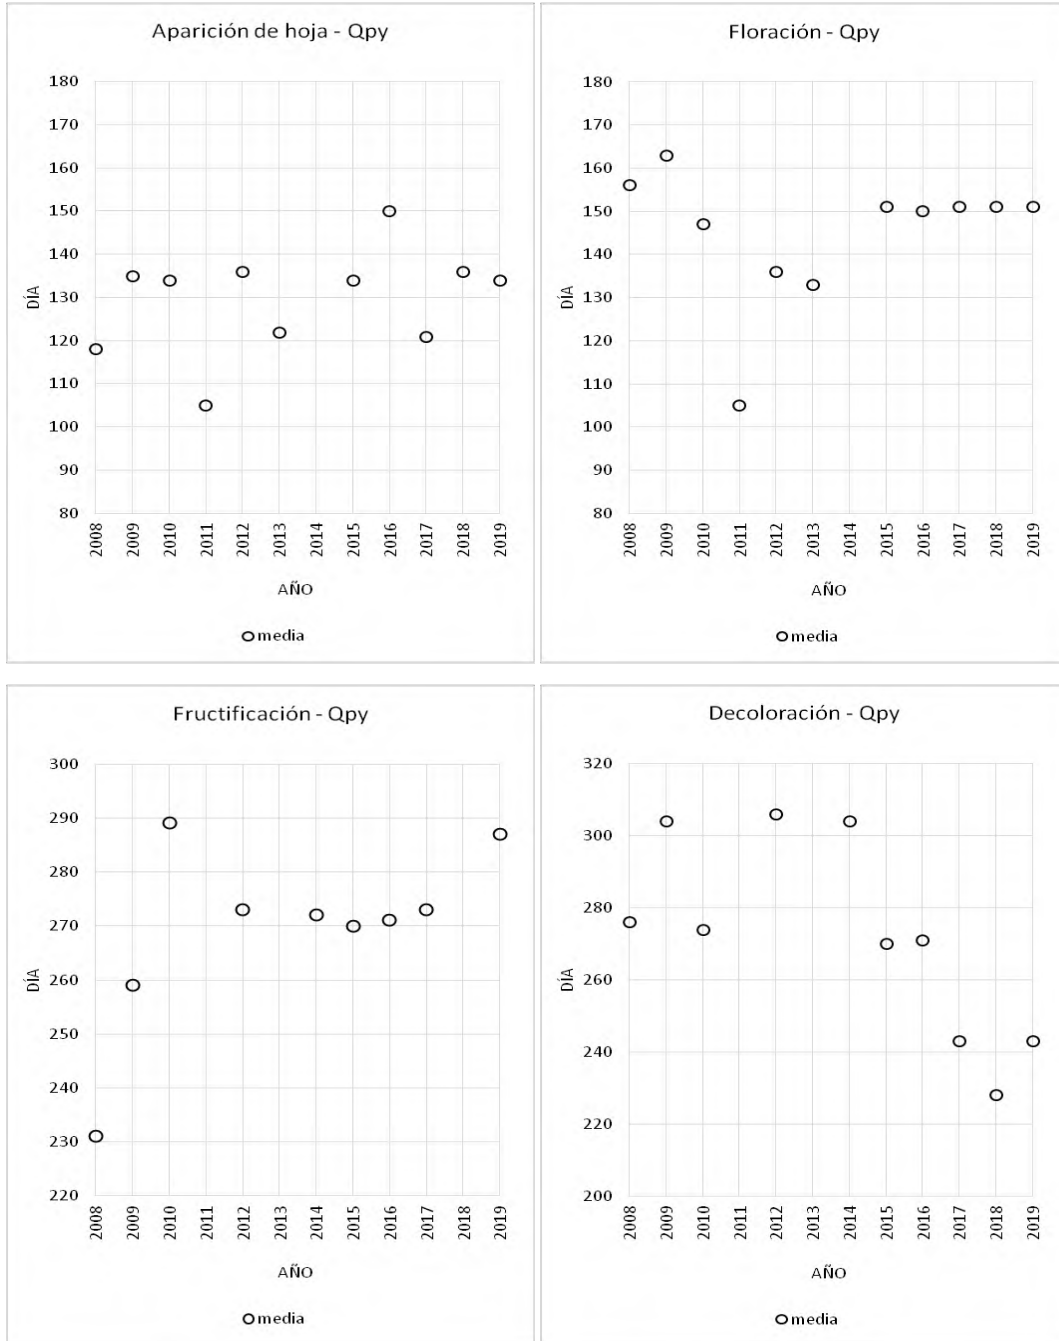 Aparición de hoja - Qpy
180
170
160
150
140
130
120
110
100
90
80
DÍA
2008 2009 2010 2011 2012 2013 2014 2015 2016 2017 2018 2019
AÑO
media
Floración - Qpy
180
170
160
150
140
130
120
110
100
90
80
DÍA
2008 2009 2010 2011 2012 2013 2014 2015 2016 2017 2018 2019
AÑO
media
Fructificación - Qpy
300
290
280
270
260
250
240
230
220
DÍA
2008 2009 2010 2011 2012 2013 2014 2015 2016 2017 2018 2019
AÑO
media
Decoloración - Qpy
320
300
280
260
240
220
200
DÍA
2008 2009 2010 2011 2012 2013 2014 2015 2016 2017 2018 2019
AÑO
media